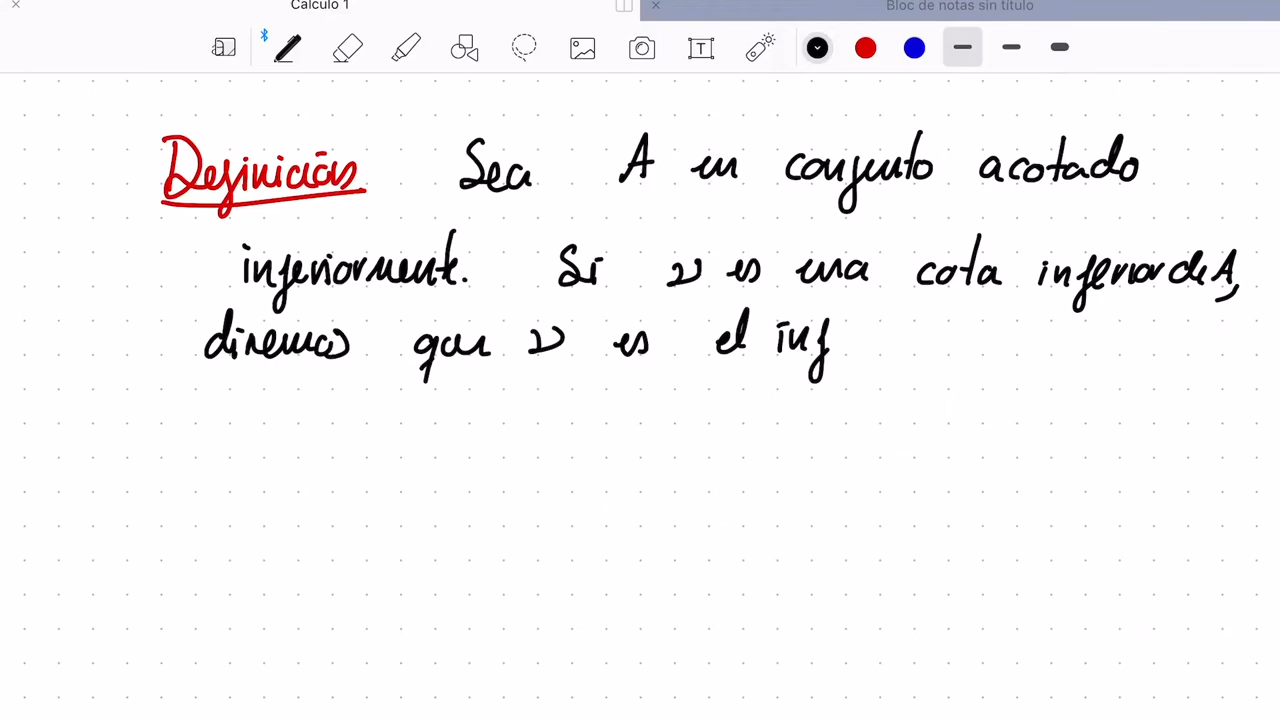 Calculo 1
Bloc de notas sin título
Definición Sea A un conjunto acotado
inferiormente. Si ν es una cota inferior de A,
diremos que ν es el inf